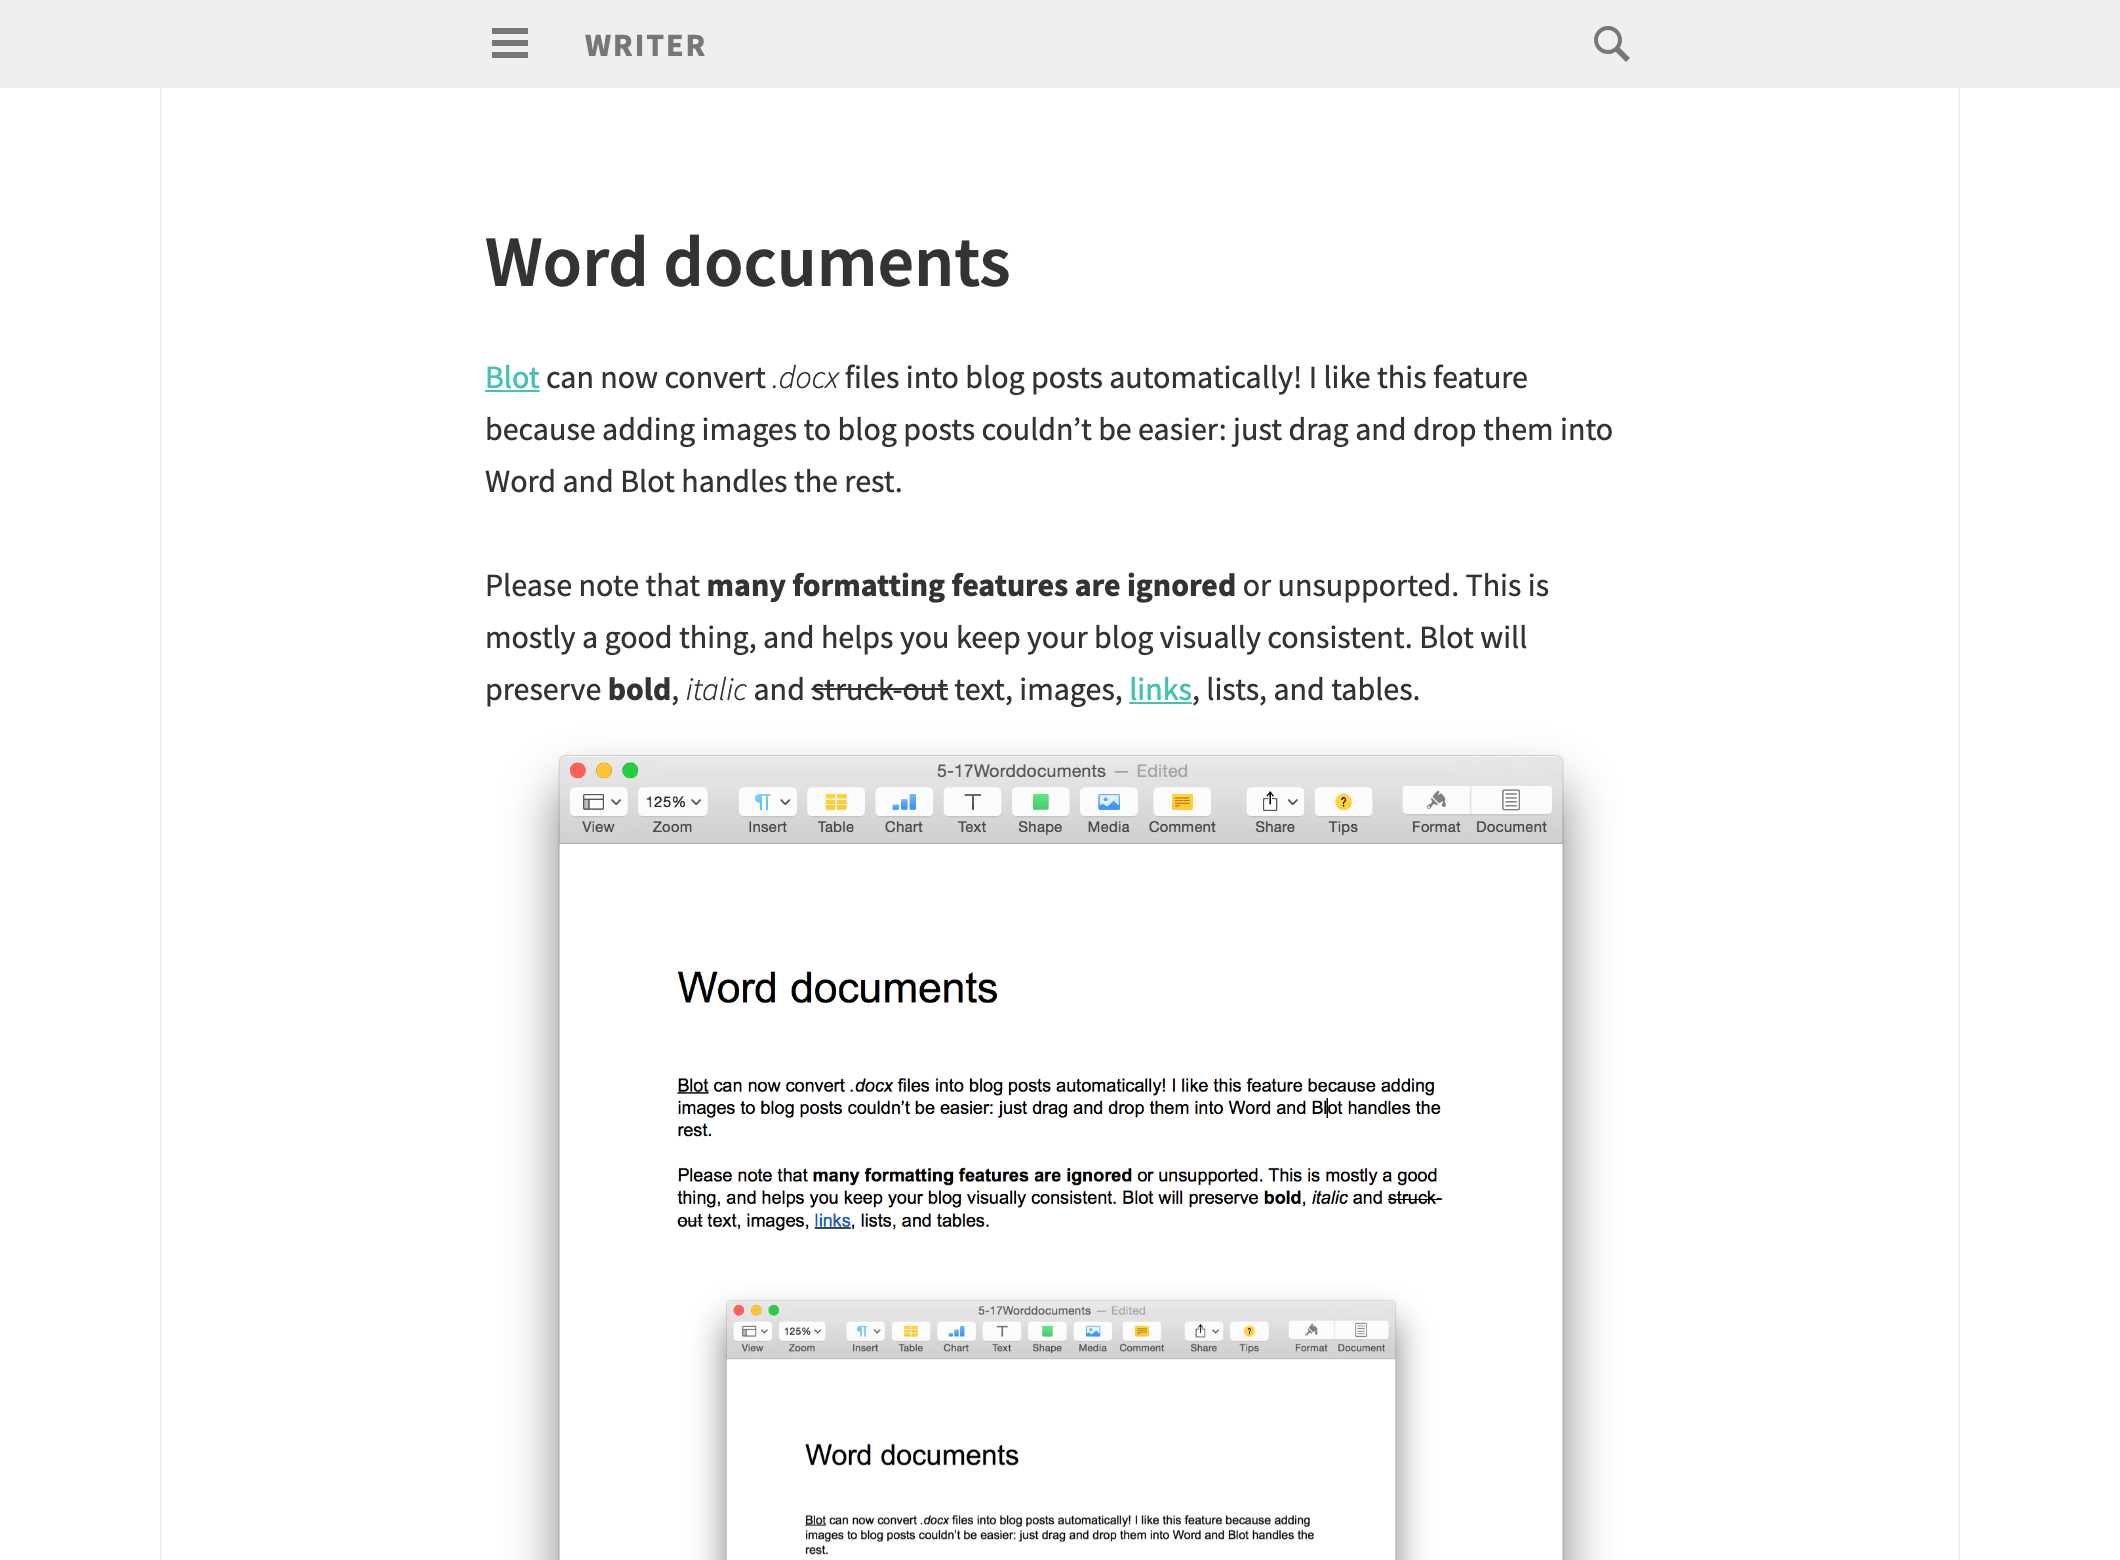 WRITER
Word documents
Blot can now convert .docx files into blog posts automatically! I like this feature
because adding images to blog posts couldn’t be easier: just drag and drop them into
Word and Blot handles the rest.
Please note that many formatting features are ignored or unsupported. This is
mostly a good thing, and helps you keep your blog visually consistent. Blot will
preserve bold, italic and struck-out text, images, links, lists, and tables.
5-17Worddocuments — Edited
125%
View Zoom Insert Table Chart Text Shape Media Comment Share Tips Format Document
Word documents
Blot can now convert .docx files into blog posts automatically! I like this feature because adding
images to blog posts couldn’t be easier: just drag and drop them into Word and Blot handles the
rest.
Please note that many formatting features are ignored or unsupported. This is mostly a good
thing, and helps you keep your blog visually consistent. Blot will preserve bold, italic and struck-
out text, images, links, lists, and tables.
5-17Worddocuments — Edited
125%
View Zoom Insert Table Chart Text Shape Media Comment Share Tips Format Document
Word documents
Blot can now convert .docx files into blog posts automatically! I like this feature because adding
images to blog posts couldn’t be easier: just drag and drop them into Word and Blot handles the
rest.